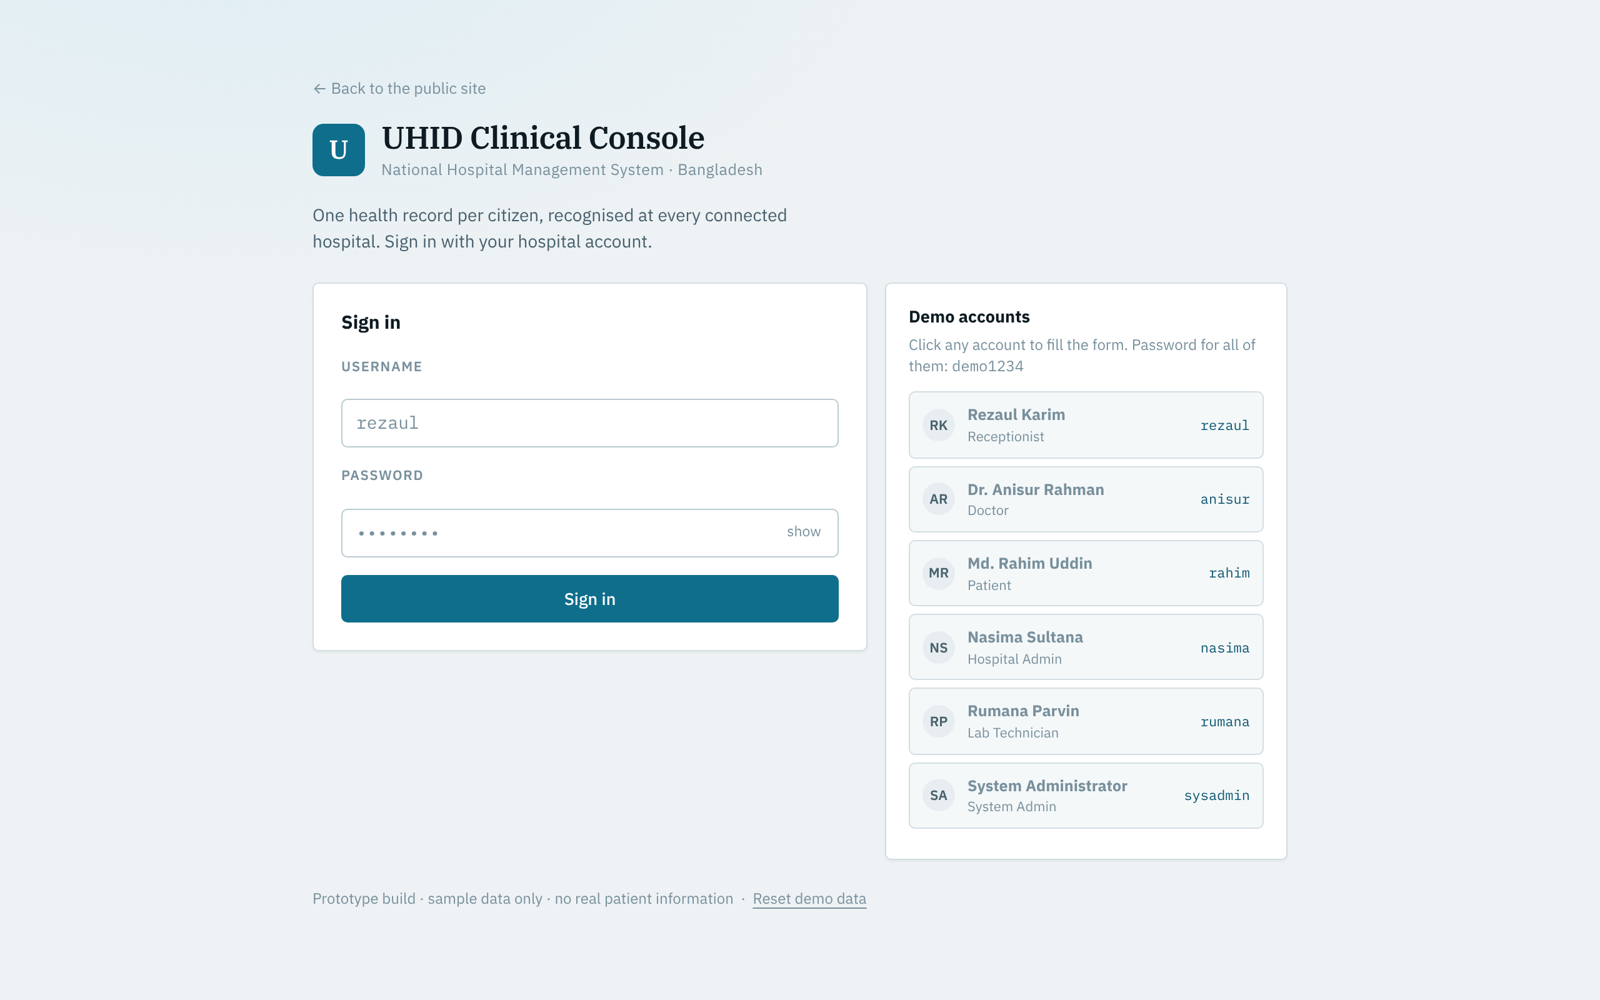 ← Back to the public site
U
UHID Clinical Console
National Hospital Management System · Bangladesh
One health record per citizen, recognised at every connected
hospital. Sign in with your hospital account.
Sign in
USERNAME
rezaul
PASSWORD
••••••••
show
Sign in
Demo accounts
Click any account to fill the form. Password for all of
them: demo1234
RK
Rezaul Karim
Receptionist
rezaul
AR
Dr. Anisur Rahman
Doctor
anisur
MR
Md. Rahim Uddin
Patient
rahim
NS
Nasima Sultana
Hospital Admin
nasima
RP
Rumana Parvin
Lab Technician
rumana
SA
System Administrator
System Admin
sysadmin
Prototype build · sample data only · no real patient information · Reset demo data